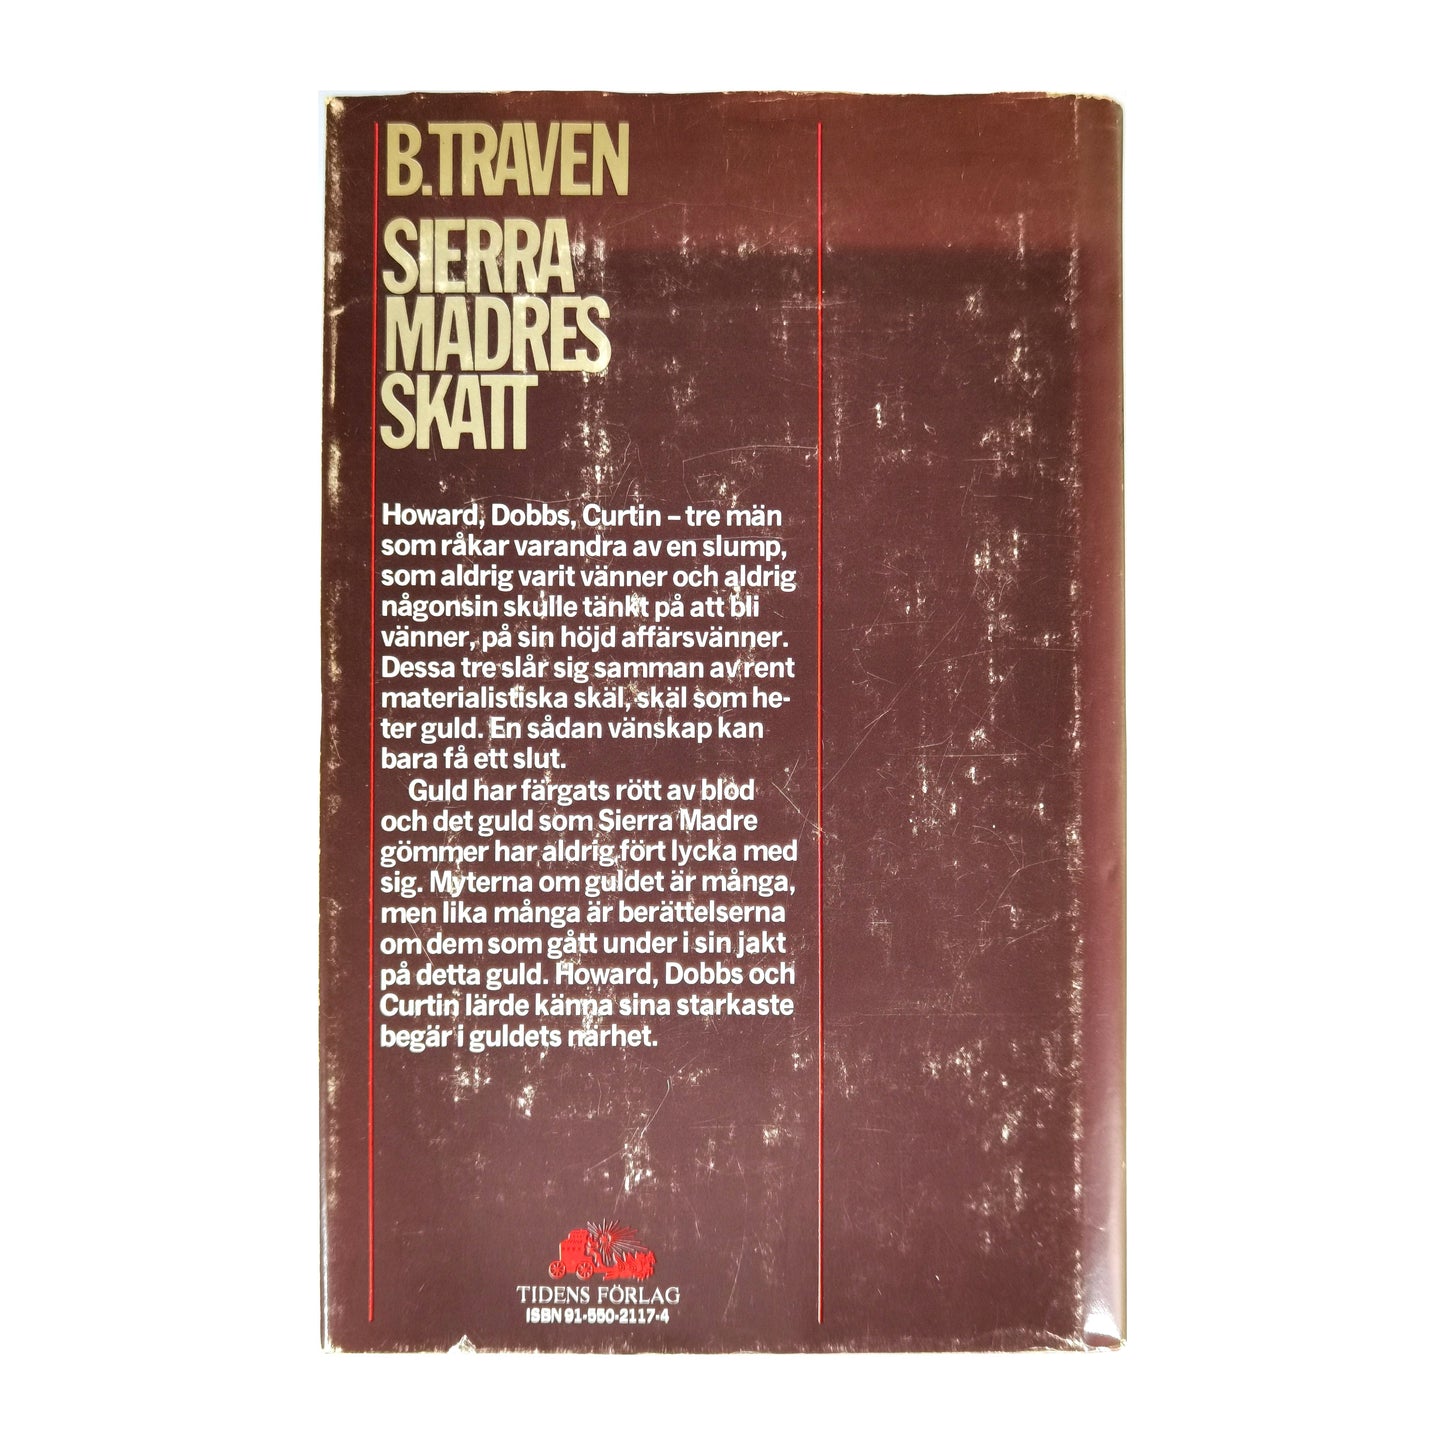 B.TRAVEN
SIERRA
MADRES
SKATT
Howard, Dobbs, Curtin – tre män
som råkar varandra av en slump,
som aldrig varit vänner och aldrig
någonsin skulle tänkt på att bli
vänner, på sin höjd affärsvänner.
Dessa tre slår sig samman av rent
materialistiska skäl, skäl som he-
ter guld. En sådan vänskap kan
bara få ett slut.
Guld har färgats rött av blod
och det guld som Sierra Madre
gömmer har aldrig fört lycka med
sig. Myterna om guldet är många,
men lika många är berättelserna
om dem som gått under i sin jakt
på detta guld. Howard, Dobbs och
Curtin lärde känna sina starkaste
begär i guldets närhet.
TIDENS FÖRLAG
ISBN 91-550-2117-4